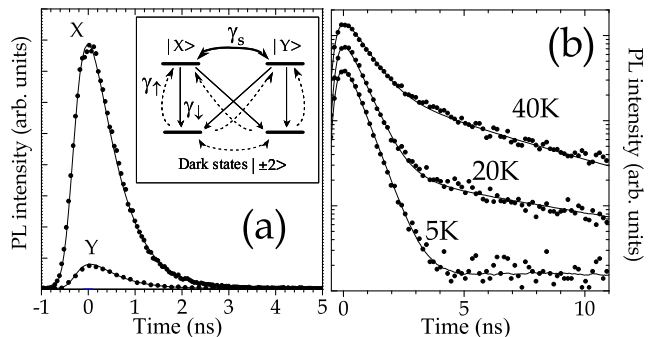 X
|X>
γs
|Y>
γ↑
γ↓
Dark states | ±2>
Y
(a)
PL intensity (arb. units)
-1 0 1 2 3 4 5
Time (ns)
(b)
40K
20K
5K
0 5 10
Time (ns)
PL intensity (arb. units)